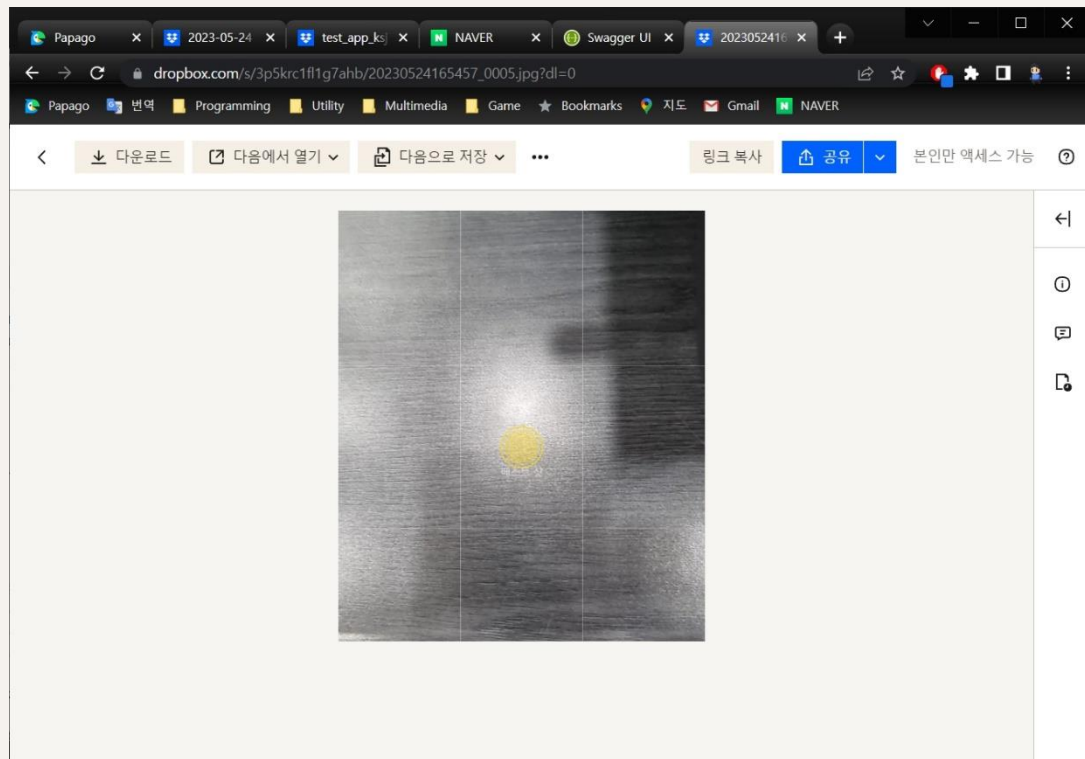 Papago
2023-05-24
test_app_ksj
NAVER
Swagger UI
2023052416
dropbox.com/s/3p5krc1fl1g7ahb/20230524165457_0005.jpg?dl=0
Papago
번역
Programming
Utility
Multimedia
Game
Bookmarks
지도
Gmail
NAVER
다운로드
다음에서 열기
다음으로 저장
링크 복사
공유
본인만 액세스 가능